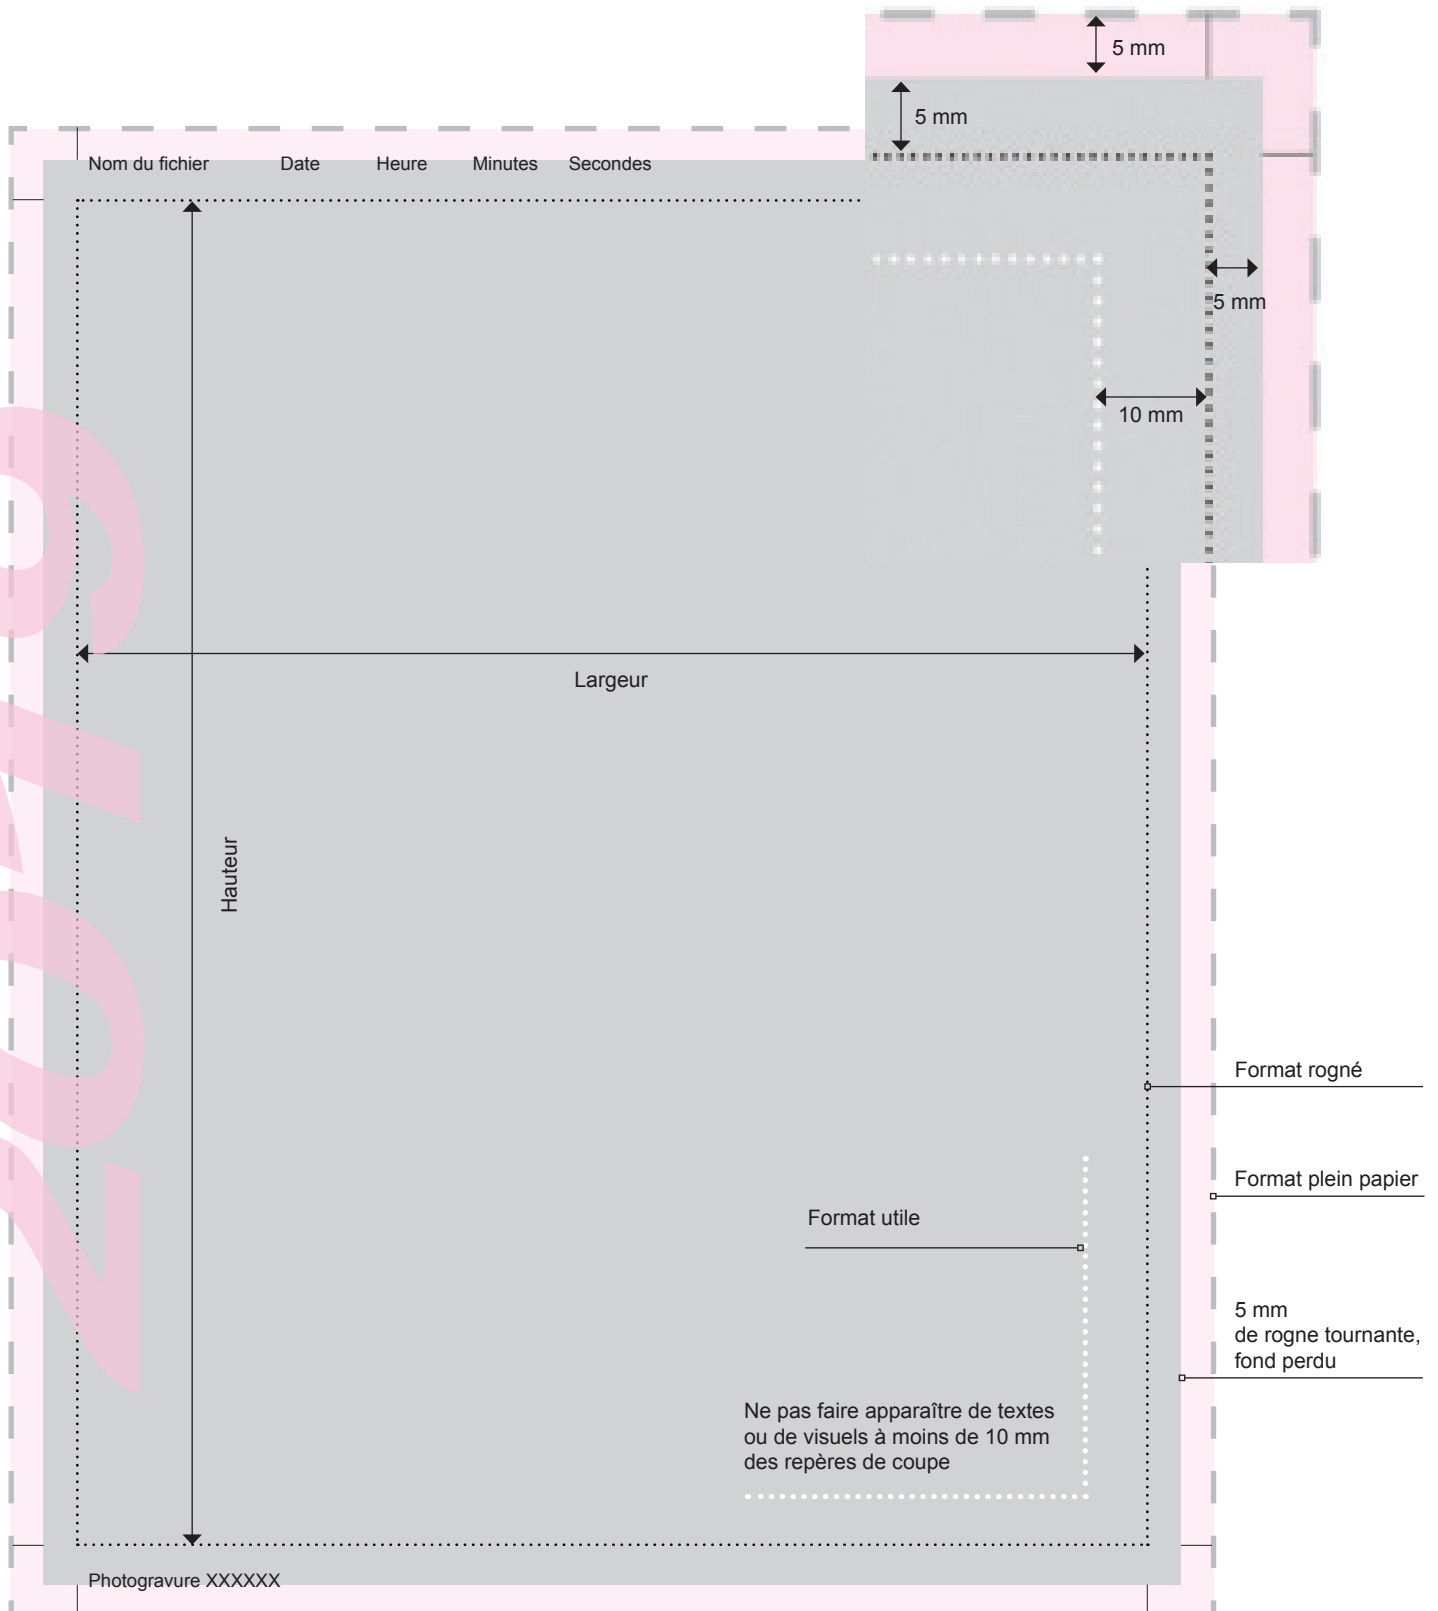 5 mm
5 mm
Nom du fichier Date Heure Minutes Secondes
5 mm
10 mm
Largeur
Hauteur
Format rogné
Format plein papier
Format utile
5 mm
de rogne tournante,
fond perdu
Ne pas faire apparaître de textes
ou de visuels à moins de 10 mm
des repères de coupe
Photogravure XXXXXX